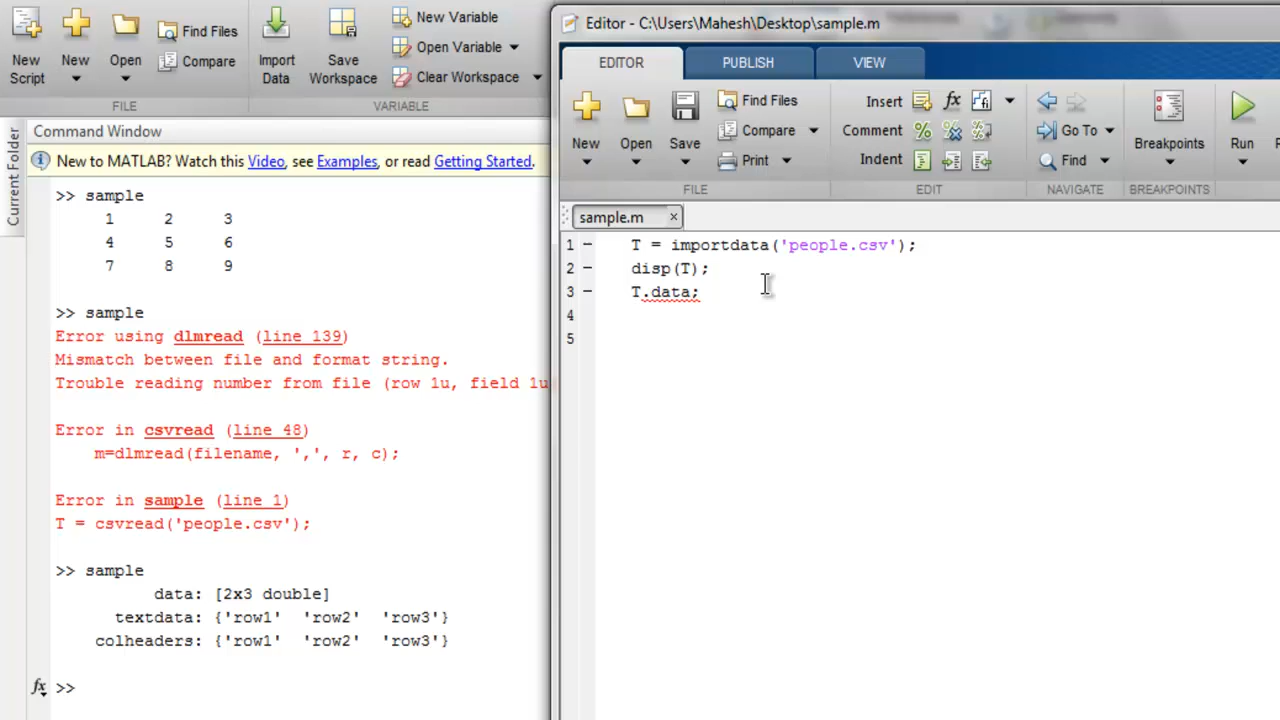 New Script
New
Open
Find Files
Compare
Import Data
Save Workspace
New Variable
Open Variable
Clear Workspace
FILE
VARIABLE
Current Folder
Command Window
New to MATLAB? Watch this Video, see Examples, or read Getting Started.
>> sample
1 2 3
4 5 6
7 8 9
>> sample
Error using dlmread (line 139)
Mismatch between file and format string.
Trouble reading number from file (row 1u, field 1u
Error in csvread (line 48)
m=dlmread(filename, ',', r, c);
Error in sample (line 1)
T = csvread('people.csv');
>> sample
data: [2x3 double]
textdata: {'row1' 'row2' 'row3'}
colheaders: {'row1' 'row2' 'row3'}
fx >>
Editor - C:\Users\Mahesh\Desktop\sample.m
EDITOR
PUBLISH
VIEW
New
Open
Save
Find Files
Compare
Print
Insert
fx
Comment
Indent
Go To
Find
Breakpoints
Run
FILE
EDIT
NAVIGATE
BREAKPOINTS
sample.m
1 T = importdata('people.csv');
2 disp(T);
3 T.data;
4
5